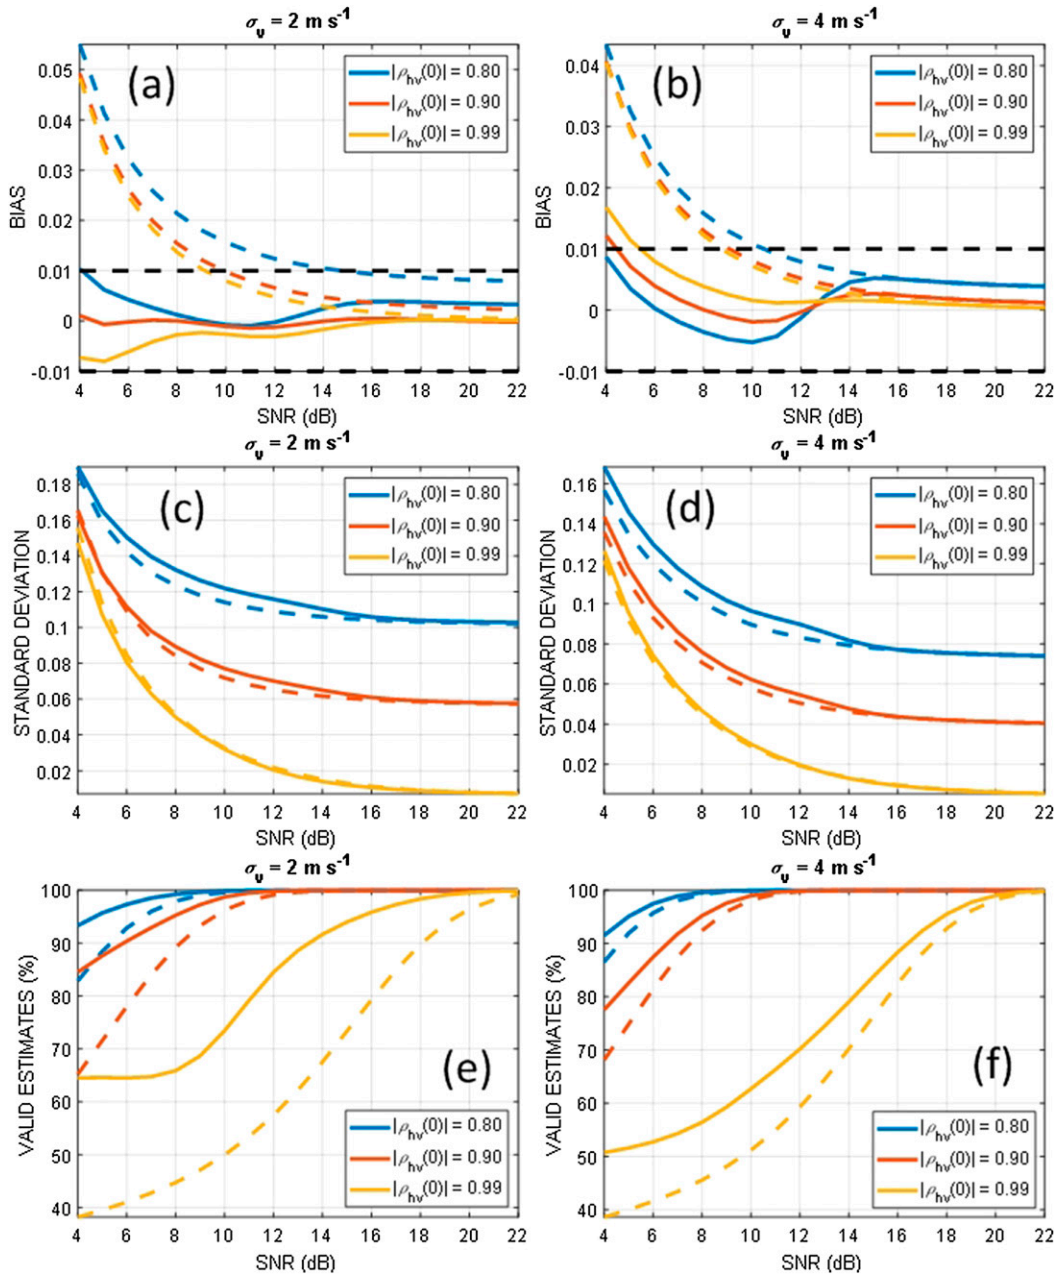 σᵥ = 2 m s⁻¹
σᵥ = 4 m s⁻¹
(a)
|ρₕᵥ(0)| = 0.80
|ρₕᵥ(0)| = 0.90
|ρₕᵥ(0)| = 0.99
BIAS
0.05
0.04
0.03
0.02
0.01
0
-0.01
4 6 8 10 12 14 16 18 20 22
SNR (dB)
(b)
|ρₕᵥ(0)| = 0.80
|ρₕᵥ(0)| = 0.90
|ρₕᵥ(0)| = 0.99
BIAS
0.04
0.03
0.02
0.01
0
-0.01
4 6 8 10 12 14 16 18 20 22
SNR (dB)
σᵥ = 2 m s⁻¹
σᵥ = 4 m s⁻¹
(c)
|ρₕᵥ(0)| = 0.80
|ρₕᵥ(0)| = 0.90
|ρₕᵥ(0)| = 0.99
STANDARD DEVIATION
0.18
0.16
0.14
0.12
0.1
0.08
0.06
0.04
0.02
4 6 8 10 12 14 16 18 20 22
SNR (dB)
(d)
|ρₕᵥ(0)| = 0.80
|ρₕᵥ(0)| = 0.90
|ρₕᵥ(0)| = 0.99
STANDARD DEVIATION
0.16
0.14
0.12
0.1
0.08
0.06
0.04
0.02
4 6 8 10 12 14 16 18 20 22
SNR (dB)
σᵥ = 2 m s⁻¹
σᵥ = 4 m s⁻¹
VALID ESTIMATES (%)
100
90
80
70
60
50
40
(e)
|ρₕᵥ(0)| = 0.80
|ρₕᵥ(0)| = 0.90
|ρₕᵥ(0)| = 0.99
4 6 8 10 12 14 16 18 20 22
SNR (dB)
VALID ESTIMATES (%)
100
90
80
70
60
50
40
(f)
|ρₕᵥ(0)| = 0.80
|ρₕᵥ(0)| = 0.90
|ρₕᵥ(0)| = 0.99
4 6 8 10 12 14 16 18 20 22
SNR (dB)